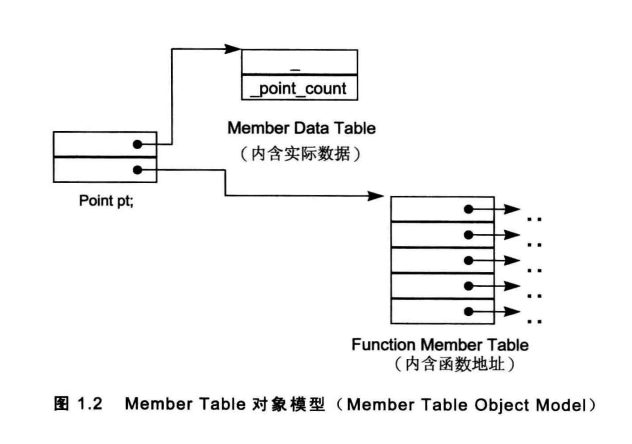 _
_point_count
Member Data Table
（内含实际数据）
Point pt;
Function Member Table
（内含函数地址）
图 1.2 Member Table 对象模型（Member Table Object Model）